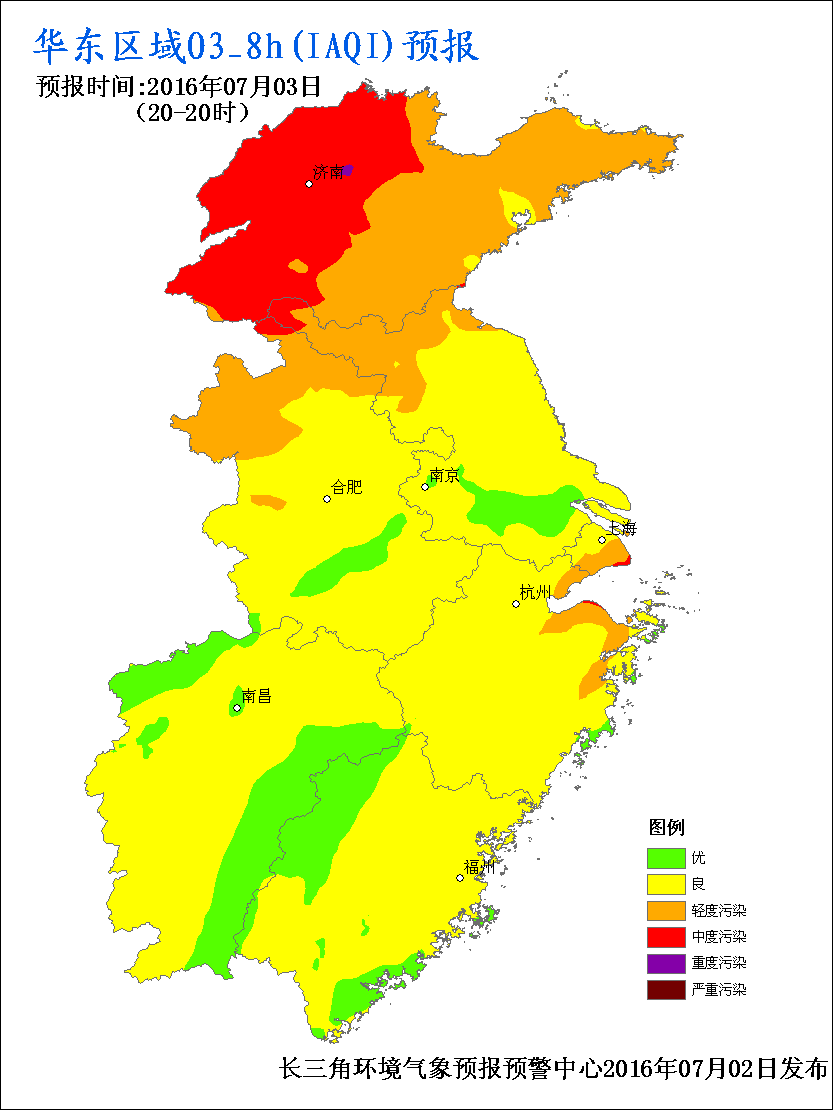 华东区域O3_8h(IAQI)预报
预报时间:2016年07月03日
(20-20时)
济南
南京
合肥
上海
杭州
南昌
福州
图例
优
良
轻度污染
中度污染
重度污染
严重污染
长三角环境气象预报预警中心2016年07月02日发布